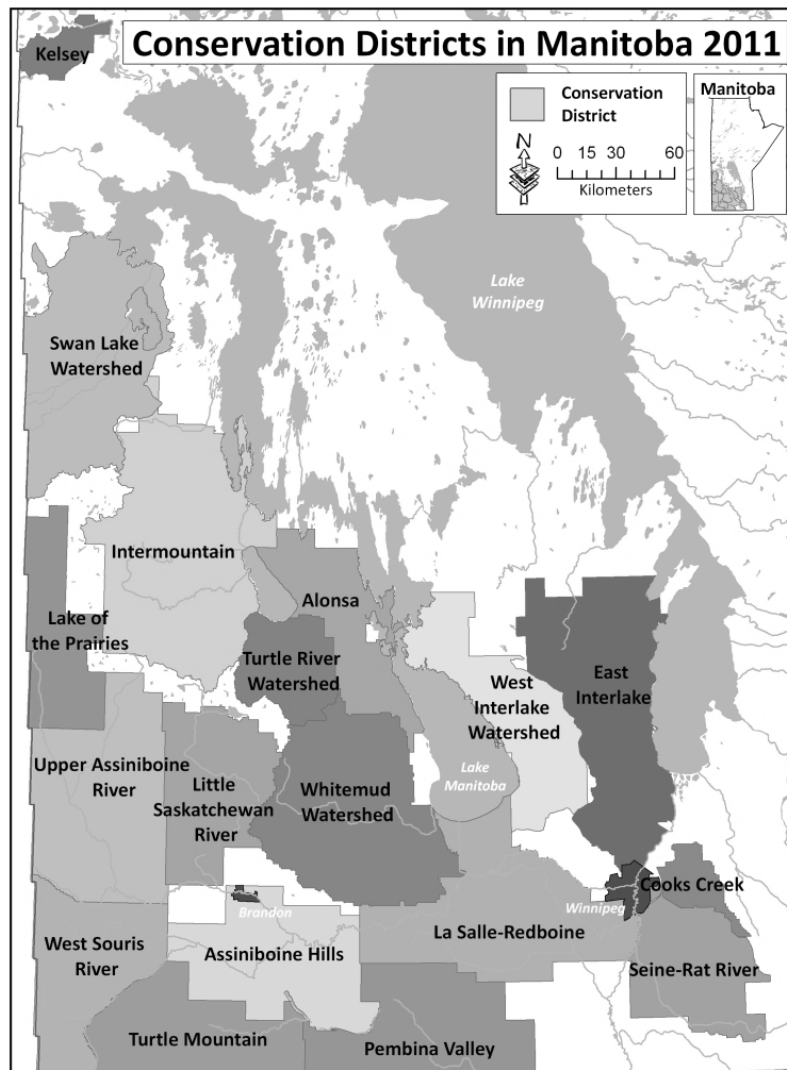 Conservation Districts in Manitoba 2011
Kelsey
Conservation
District
N
0 15 30 60
Kilometers
Manitoba
Lake
Winnipeg
Swan Lake
Watershed
Intermountain
Alonsa
Lake of
the Prairies
Turtle River
Watershed
West
Interlake
Watershed
East
Interlake
Lake
Manitoba
Upper Assiniboine
River
Little
Saskatchewan
River
Whitemud
Watershed
Cooks Creek
Winnipeg
Brandon
La Salle-Redboine
West Souris
River
Assiniboine Hills
Seine-Rat River
Turtle Mountain
Pembina Valley